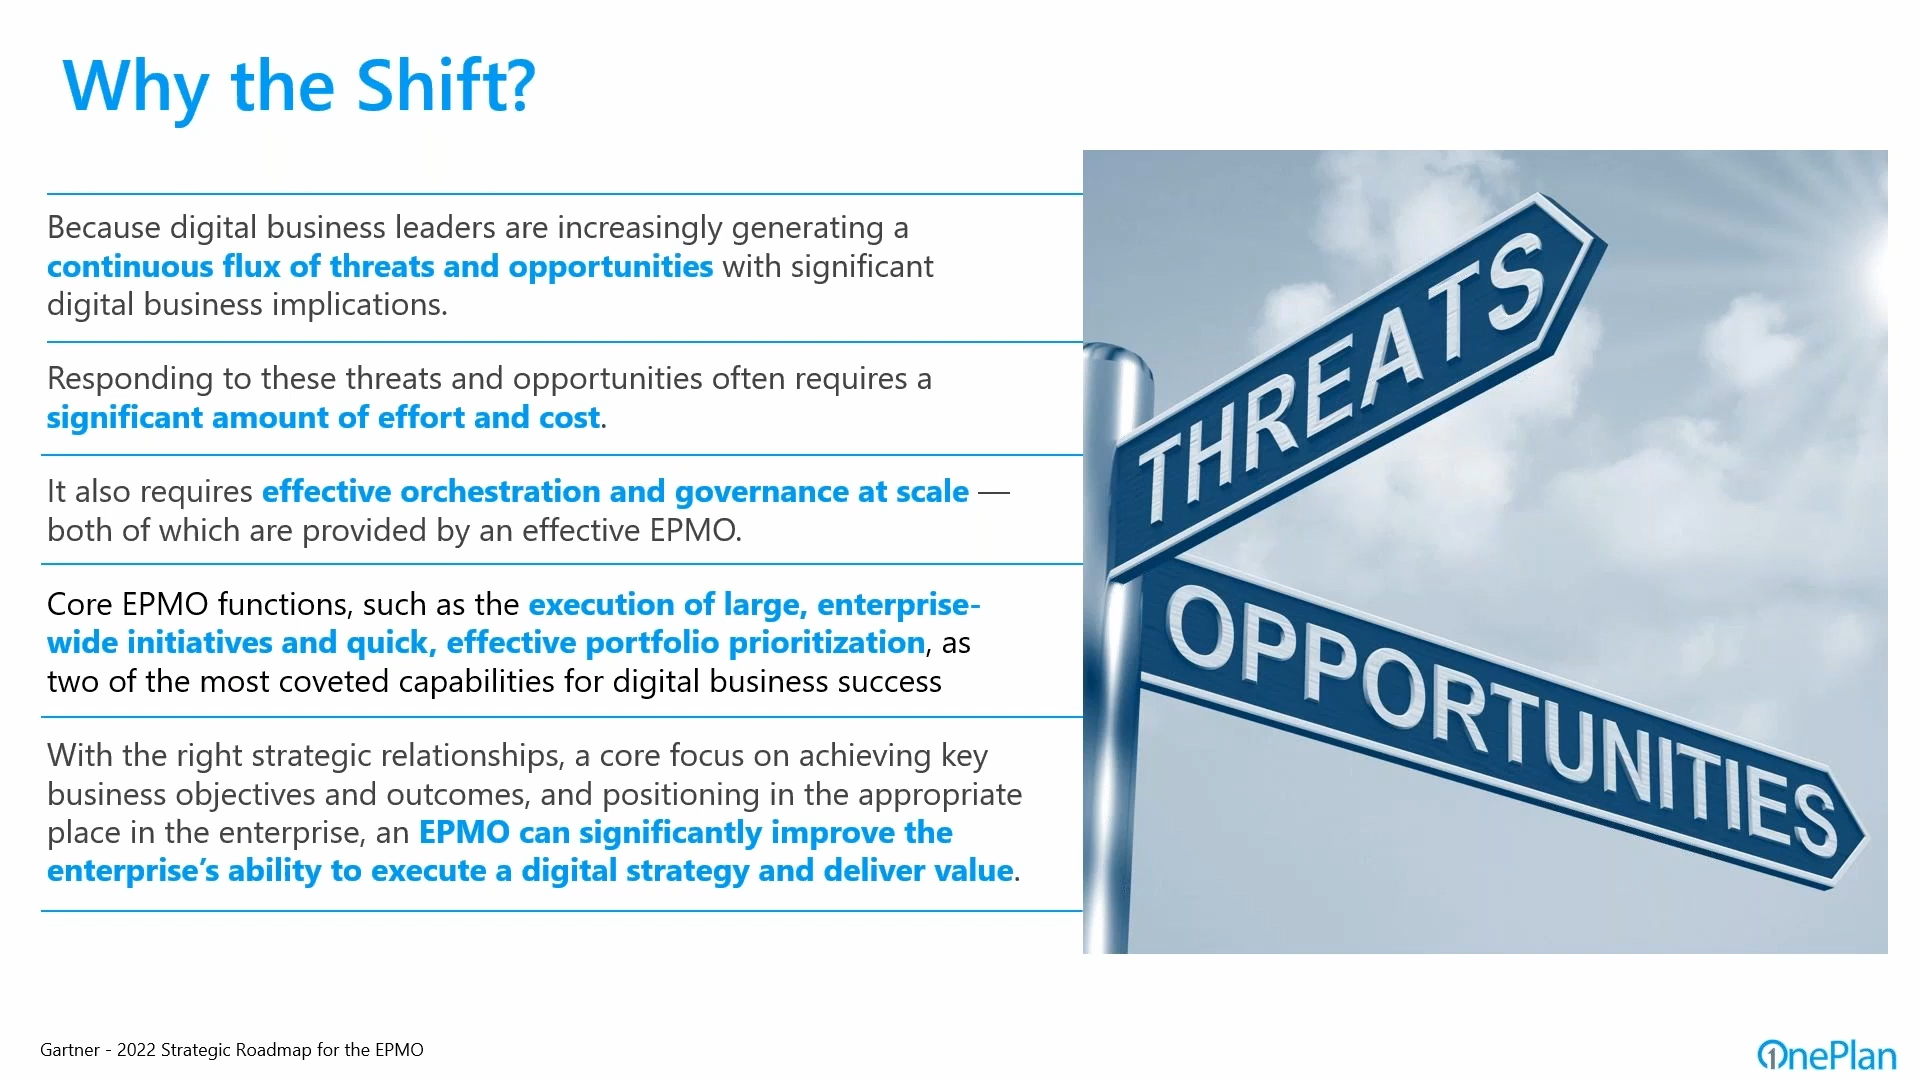 Why the Shift?
Because digital business leaders are increasingly generating a
continuous flux of threats and opportunities with significant
digital business implications.
Responding to these threats and opportunities often requires a
significant amount of effort and cost.
It also requires effective orchestration and governance at scale —
both of which are provided by an effective EPMO.
Core EPMO functions, such as the execution of large, enterprise-
wide initiatives and quick, effective portfolio prioritization, as
two of the most coveted capabilities for digital business success
With the right strategic relationships, a core focus on achieving key
business objectives and outcomes, and positioning in the appropriate
place in the enterprise, an EPMO can significantly improve the
enterprise’s ability to execute a digital strategy and deliver value.
THREATS
OPPORTUNITIES
Gartner - 2022 Strategic Roadmap for the EPMO
OnePlan